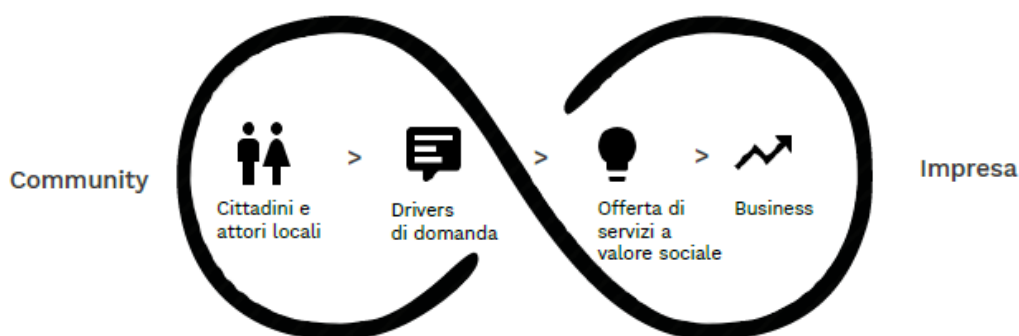 Community
Cittadini e
attori locali
>
Drivers
di domanda
>
Offerta di
servizi a
valore sociale
>
Business
Impresa